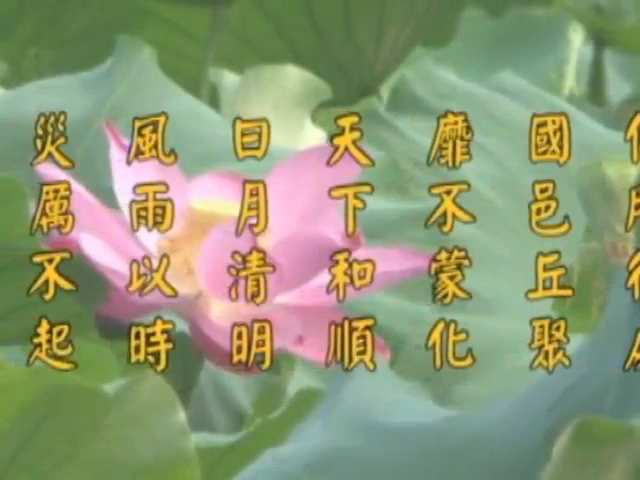 國邑丘聚
靡不蒙化
天下和順
日月清明
風雨以時
災厲不起